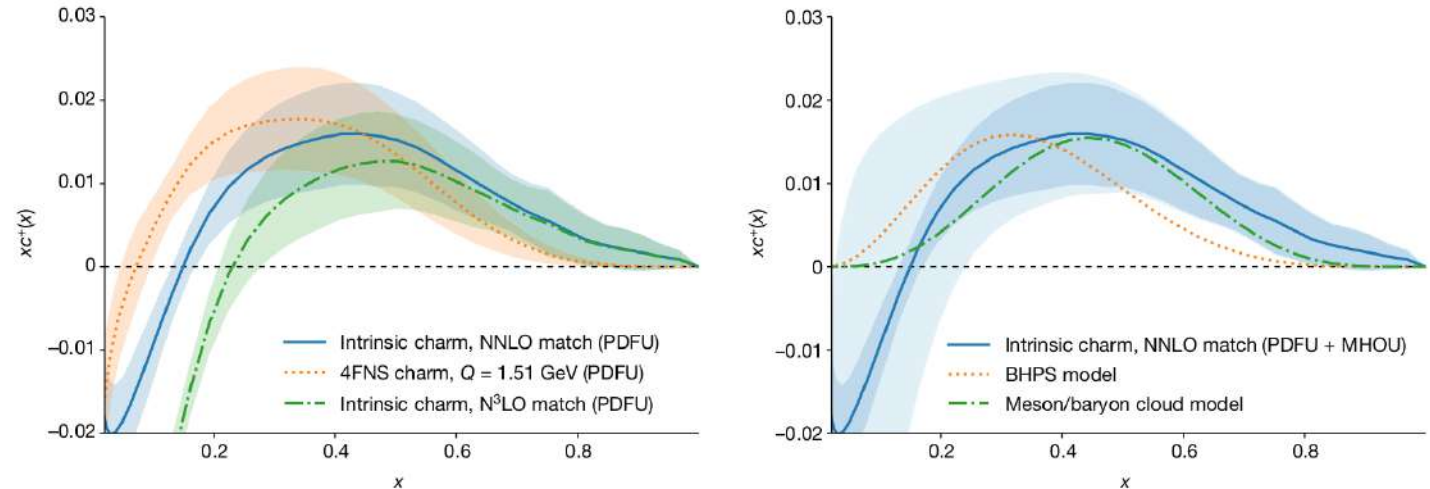 0.03
0.02
0.01
0
−0.01
−0.02
xc⁺(x)
0.2 0.4 0.6 0.8
x
Intrinsic charm, NNLO match (PDFU)
4FNS charm, Q = 1.51 GeV (PDFU)
Intrinsic charm, N³LO match (PDFU)
0.03
0.02
0.01
0
−0.01
−0.02
xc⁺(x)
0.2 0.4 0.6 0.8
x
Intrinsic charm, NNLO match (PDFU + MHOU)
BHPS model
Meson/baryon cloud model